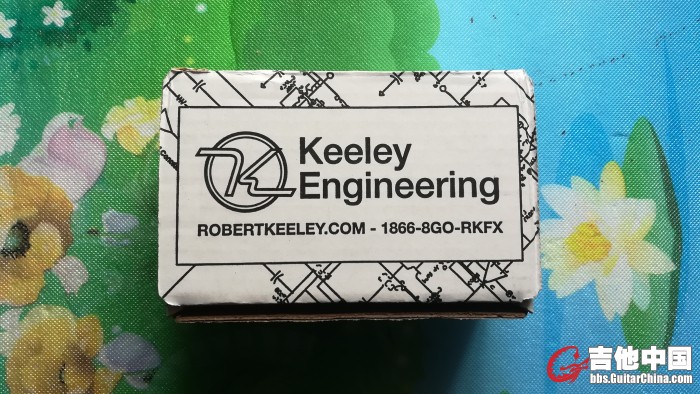 Keeley
Engineering
ROBERTKEELEY.COM - 1866-8GO-RKFX
吉他中国
bbs.GuitarChina.com